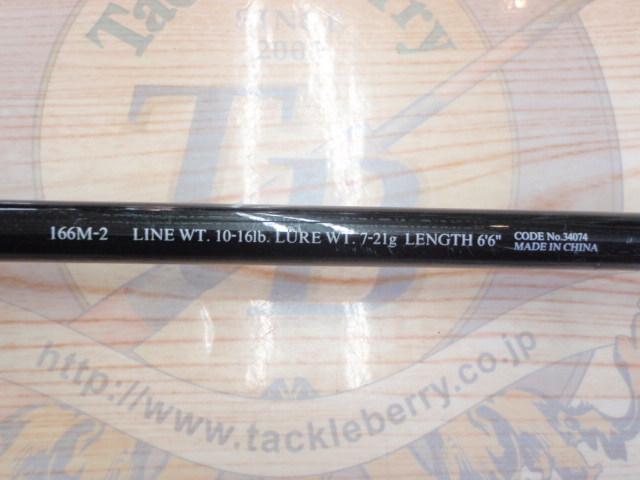 Tackleberry
SINCE
200
TB
166M-2 LINE WT. 10-16lb. LURE WT. 7-21g LENGTH 6'6" CODE No.34074
MADE IN CHINA
http://www.tackleberry.co.jp